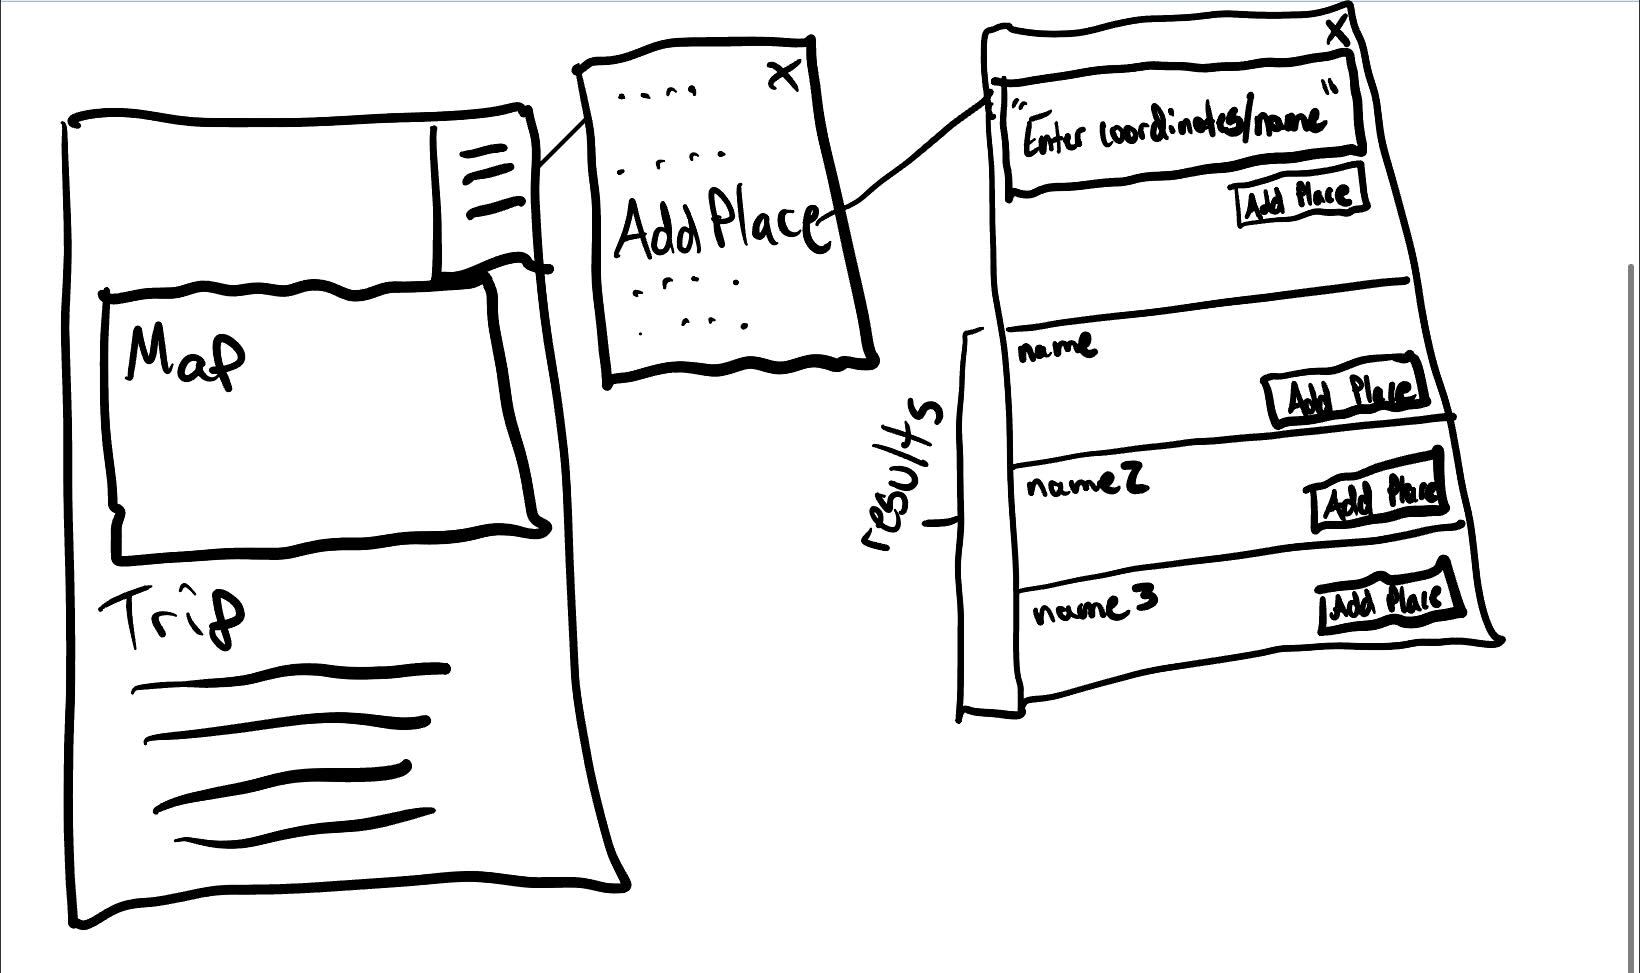 Map
Trip
x
Add Place
x
"Enter coordinates/name"
Add Place
results
name
Add Place
name2
Add Place
name3
Add Place